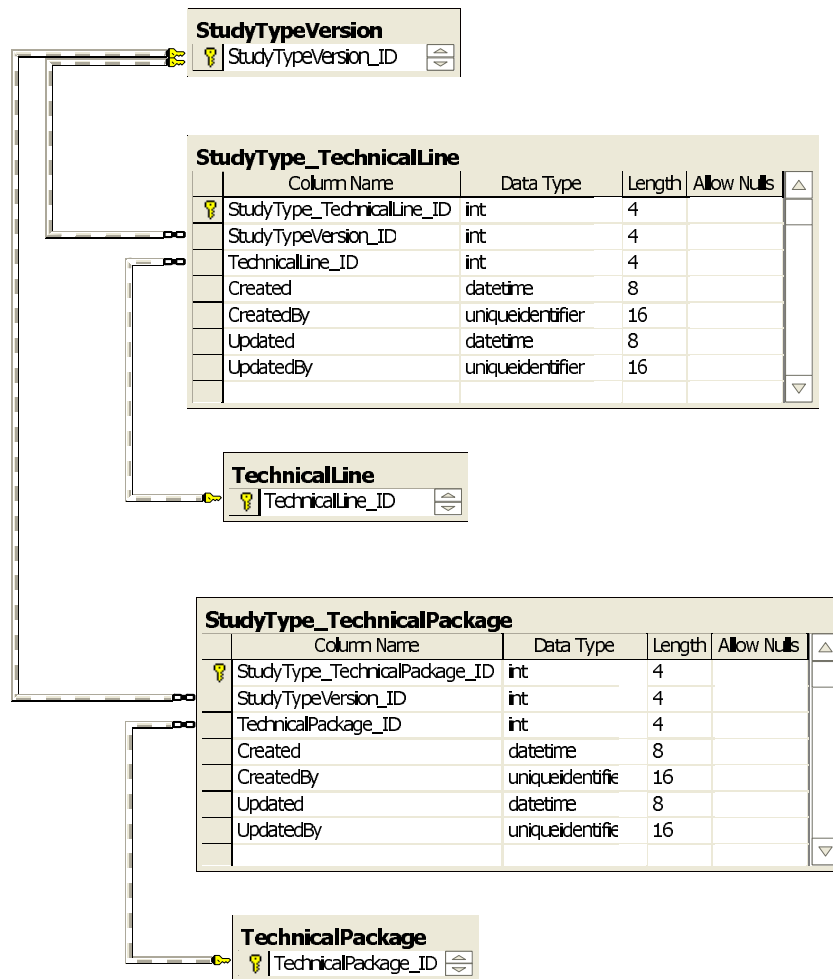 StudyTypeVersion
StudyTypeVersion_ID
StudyType_TechnicalLine
Column Name Data Type Length Allow Nulls
StudyType_TechnicalLine_ID int 4
StudyTypeVersion_ID int 4
TechnicalLine_ID int 4
Created datetime 8
CreatedBy uniqueidentifier 16
Updated datetime 8
UpdatedBy uniqueidentifier 16
TechnicalLine
TechnicalLine_ID
StudyType_TechnicalPackage
Column Name Data Type Length Allow Nulls
StudyType_TechnicalPackage_ID int 4
StudyTypeVersion_ID int 4
TechnicalPackage_ID int 4
Created datetime 8
CreatedBy uniqueidentifie 16
Updated datetime 8
UpdatedBy uniqueidentifie 16
TechnicalPackage
TechnicalPackage_ID